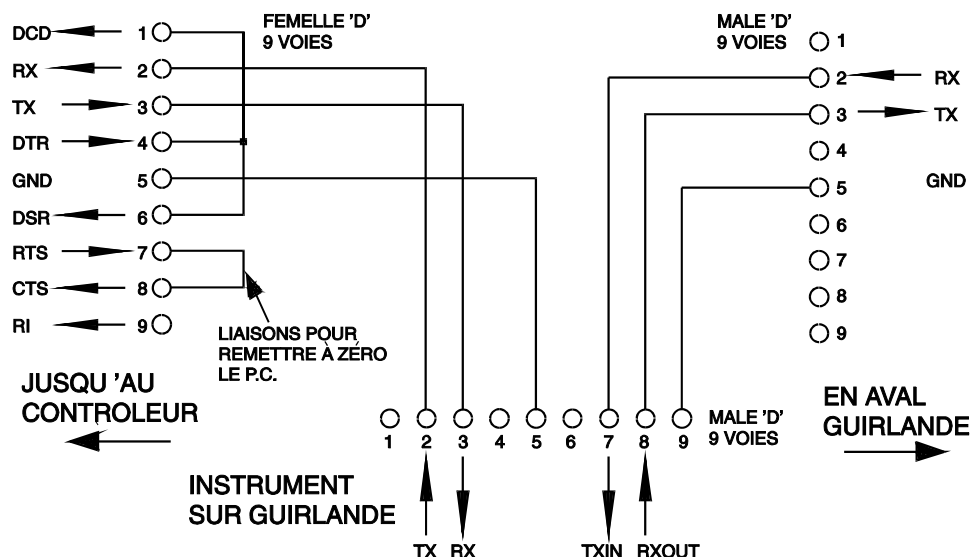 FEMELLE 'D'
9 VOIES
MALE 'D'
9 VOIES
DCD 1
RX 2
TX 3
DTR 4
GND 5
DSR 6
RTS 7
CTS 8
RI 9
1
2 RX
3 TX
4
5 GND
6
7
8
9
LIAISONS POUR
REMETTRE À ZÉRO
LE P.C.
JUSQU 'AU
CONTROLEUR
EN AVAL
GUIRLANDE
MALE 'D'
9 VOIES
1 2 3 4 5 6 7 8 9
INSTRUMENT
SUR GUIRLANDE
TX RX TXIN RXOUT